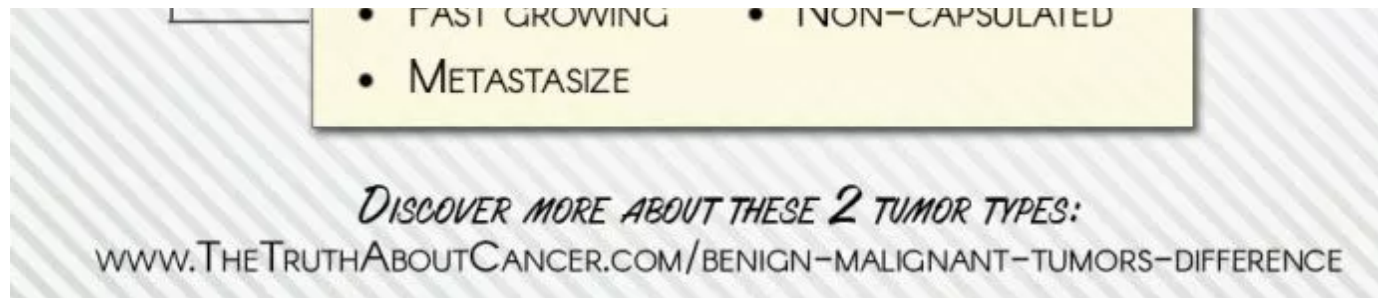 • Fast growing • Non-capsulated
• Metastasize
Discover more about these 2 tumor types:
www.TheTruthAboutCancer.com/benign-malignant-tumors-difference